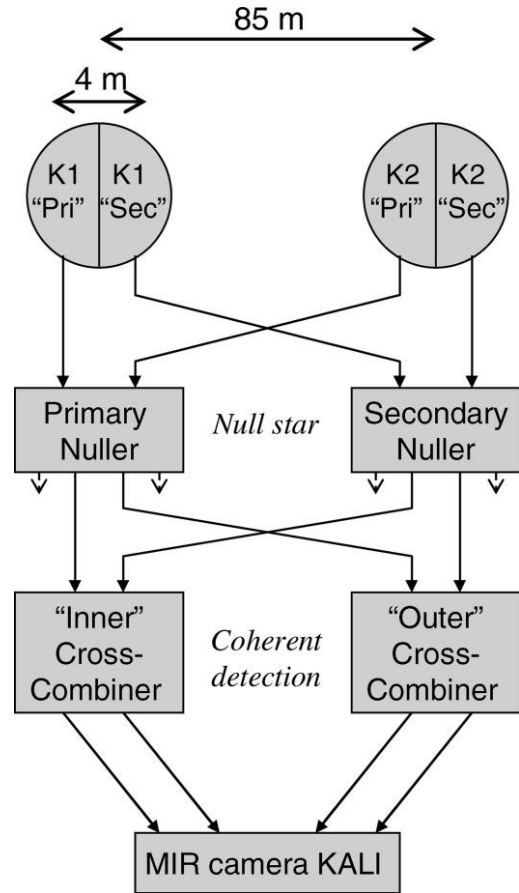 85 m
4 m
K1 K1
“Pri” “Sec”
K2 K2
“Pri” “Sec”
Primary
Nuller
Null star
Secondary
Nuller
“Inner”
Cross-
Combiner
Coherent
detection
“Outer”
Cross-
Combiner
MIR camera KALI